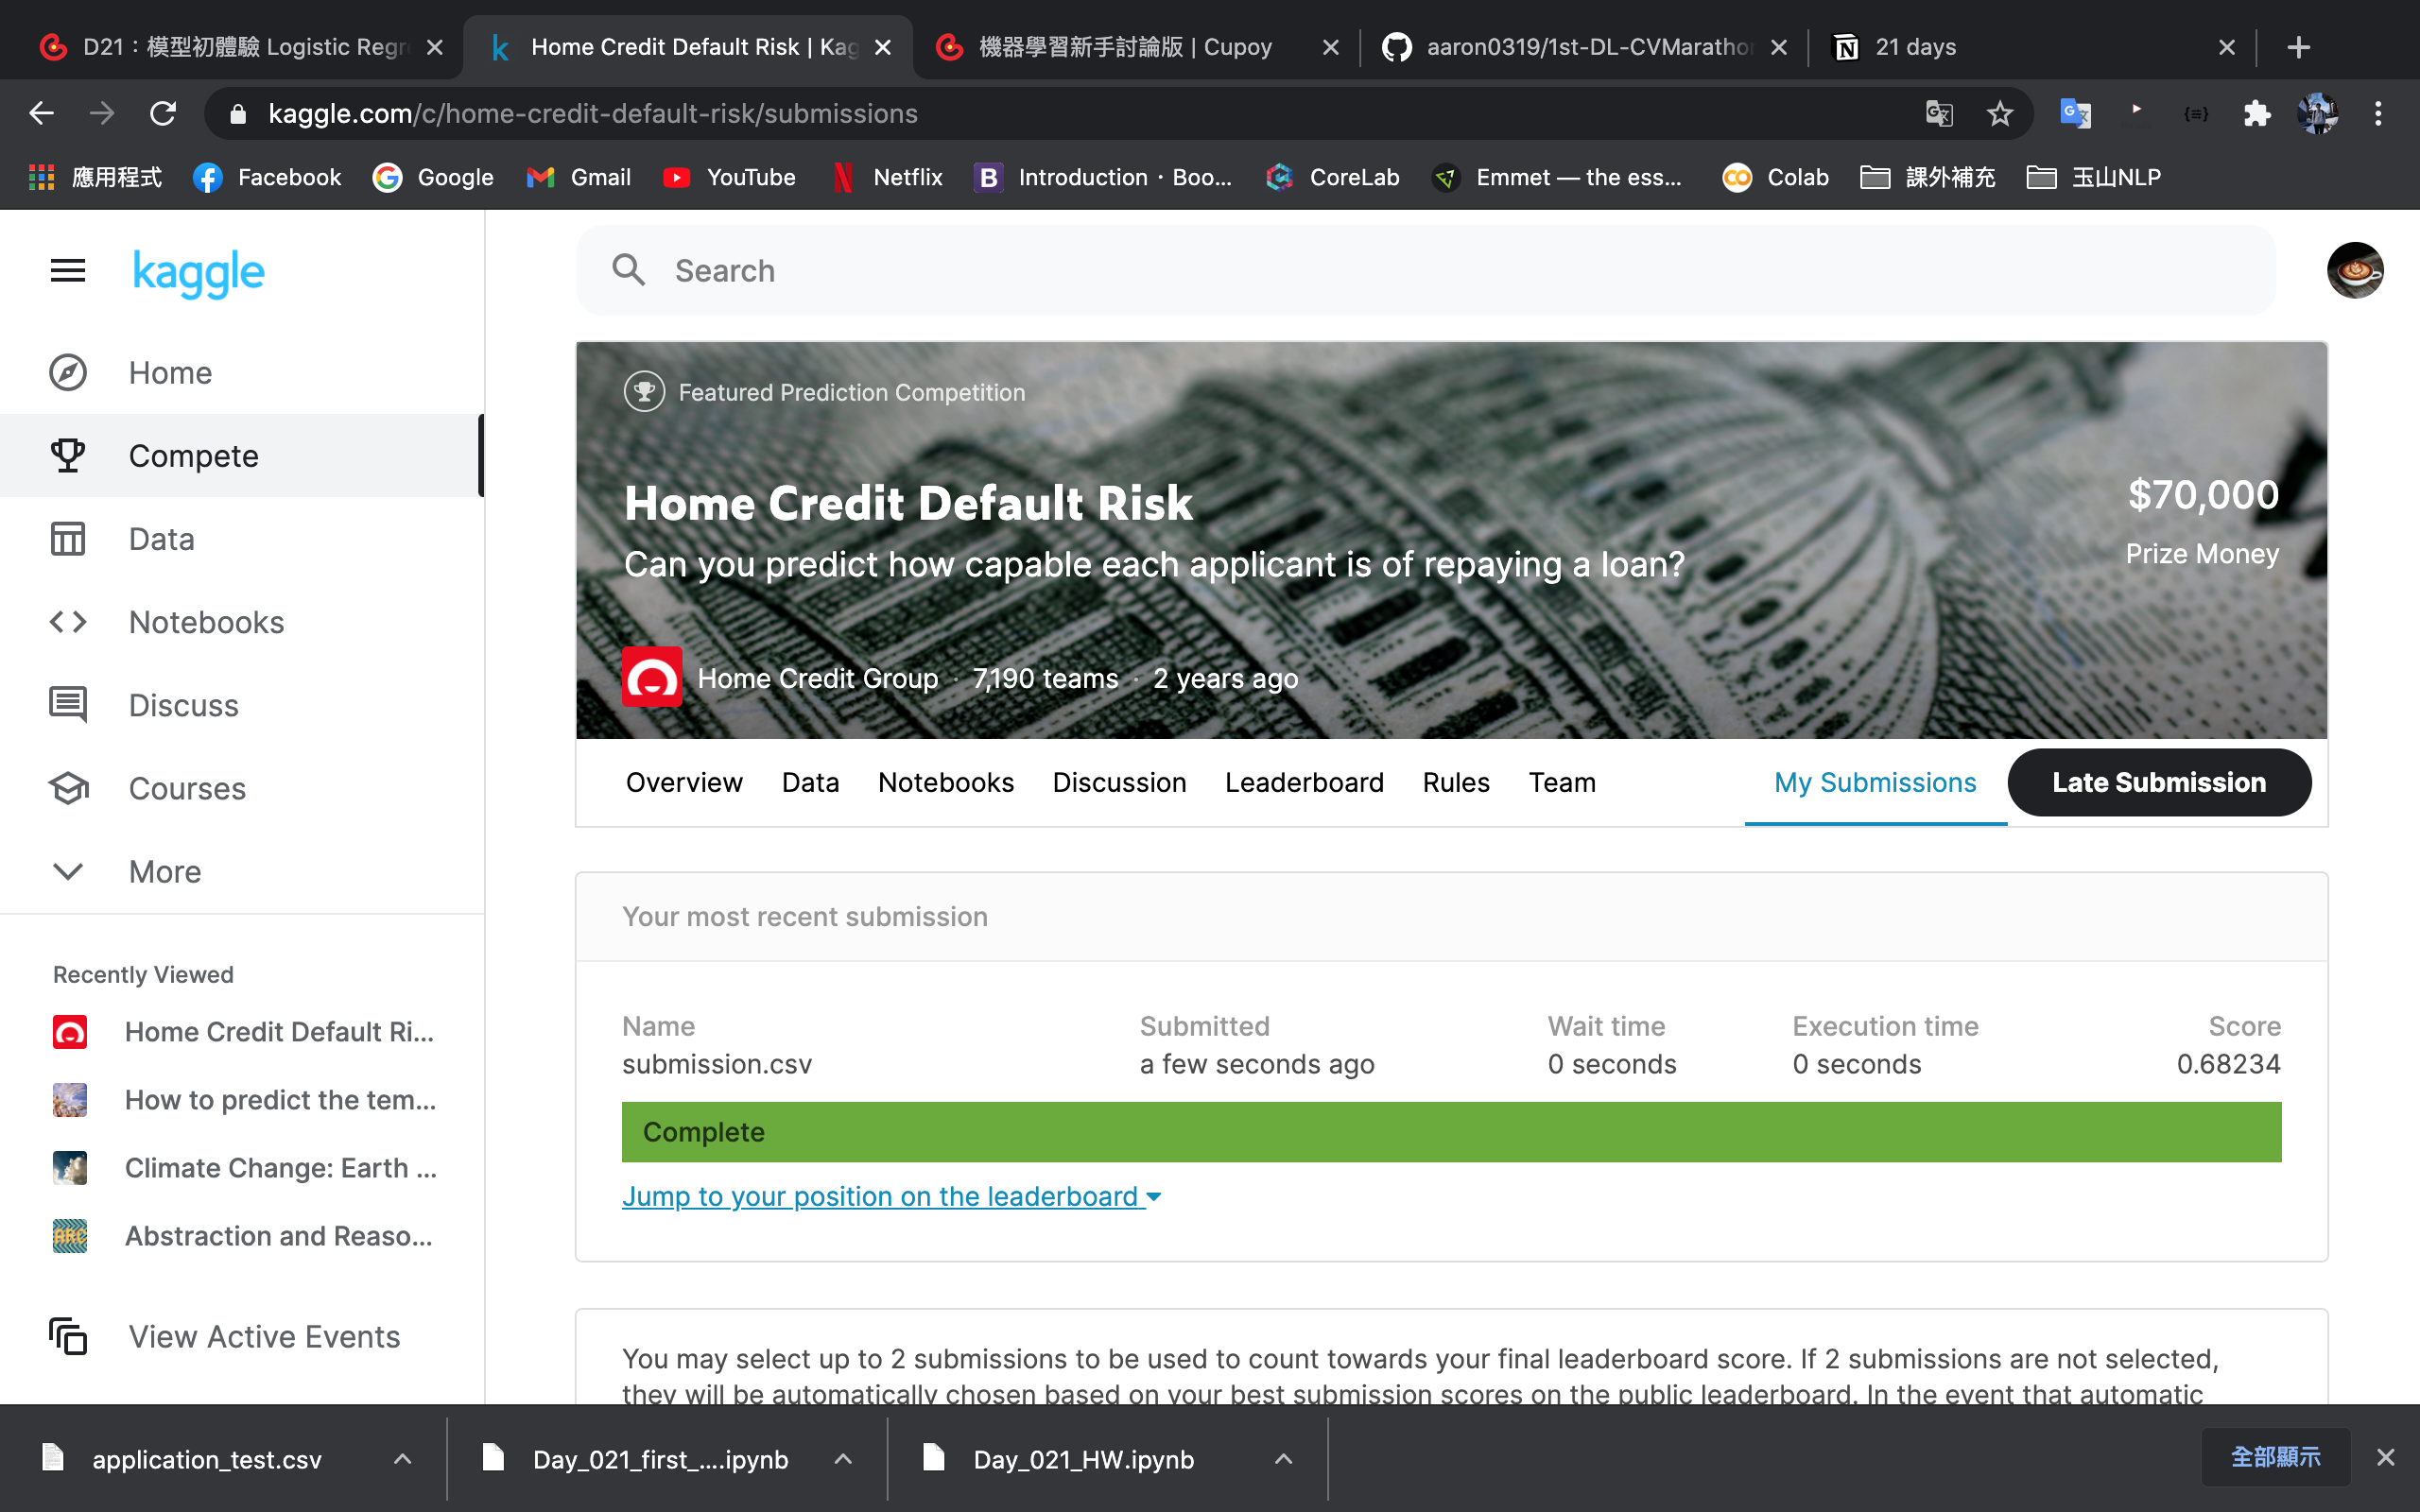 D21：模型初體驗 Logistic Regr
Home Credit Default Risk | Kag
機器學習新手討論版 | Cupoy
aaron0319/1st-DL-CVMarathon
21 days
kaggle.com/c/home-credit-default-risk/submissions
應用程式
Facebook
Google
Gmail
YouTube
Netflix
Introduction · Boo...
CoreLab
Emmet — the ess...
Colab
課外補充
玉山NLP
kaggle
Search
Home
Compete
Data
Notebooks
Discuss
Courses
More
Recently Viewed
Home Credit Default Ri...
How to predict the tem...
Climate Change: Earth ...
Abstraction and Reaso...
View Active Events
Featured Prediction Competition
Home Credit Default Risk
Can you predict how capable each applicant is of repaying a loan?
$70,000
Prize Money
Home Credit Group · 7,190 teams · 2 years ago
Overview Data Notebooks Discussion Leaderboard Rules Team My Submissions Late Submission
Your most recent submission
Name Submitted Wait time Execution time Score
submission.csv a few seconds ago 0 seconds 0 seconds 0.68234
Complete
Jump to your position on the leaderboard
You may select up to 2 submissions to be used to count towards your final leaderboard score. If 2 submissions are not selected,
they will be automatically chosen based on your best submission scores on the public leaderboard. In the event that automatic
application_test.csv
Day_021_first_....ipynb
Day_021_HW.ipynb
全部顯示